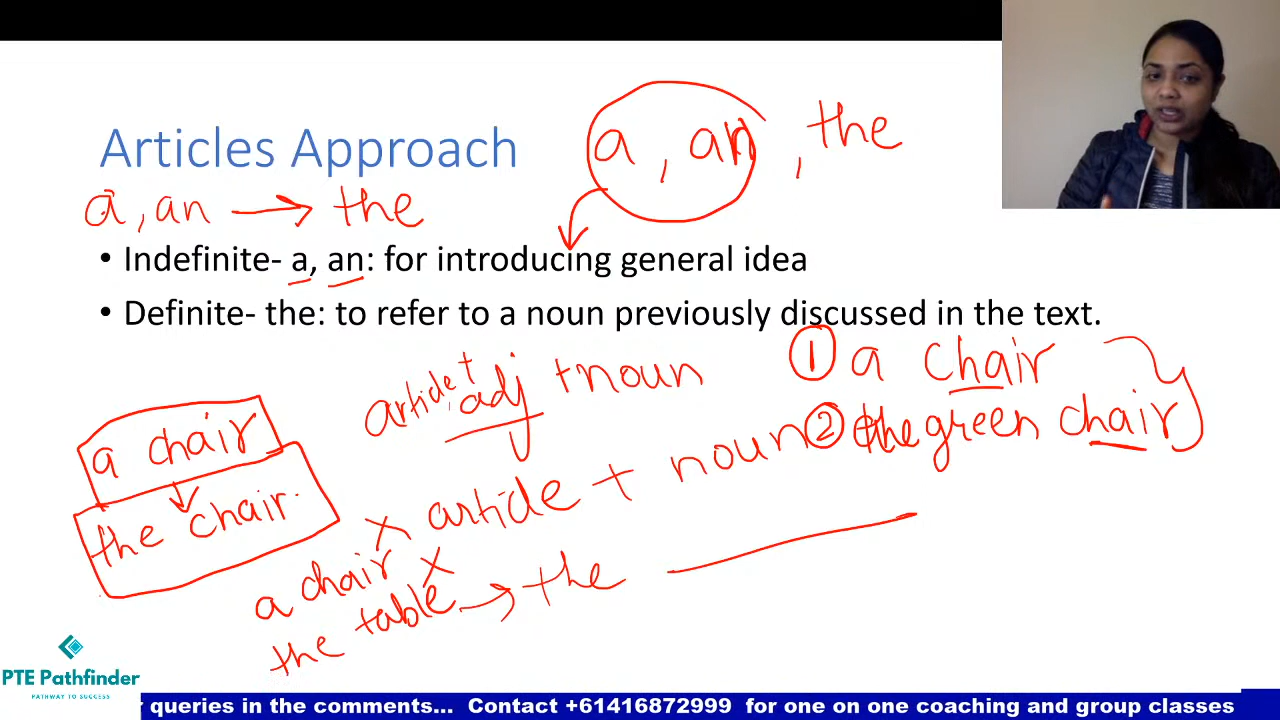 a, an, the
Articles Approach
a, an → the
• Indefinite- a, an: for introducing general idea
• Definite- the: to refer to a noun previously discussed in the text.
article + adj + noun
① a chair
② the green chair
a chair
the chair.
article + noun
a chair
the table → the
PTE Pathfinder
PATHWAY TO SUCCESS
queries in the comments... Contact +61416872999 for one on one coaching and group classes